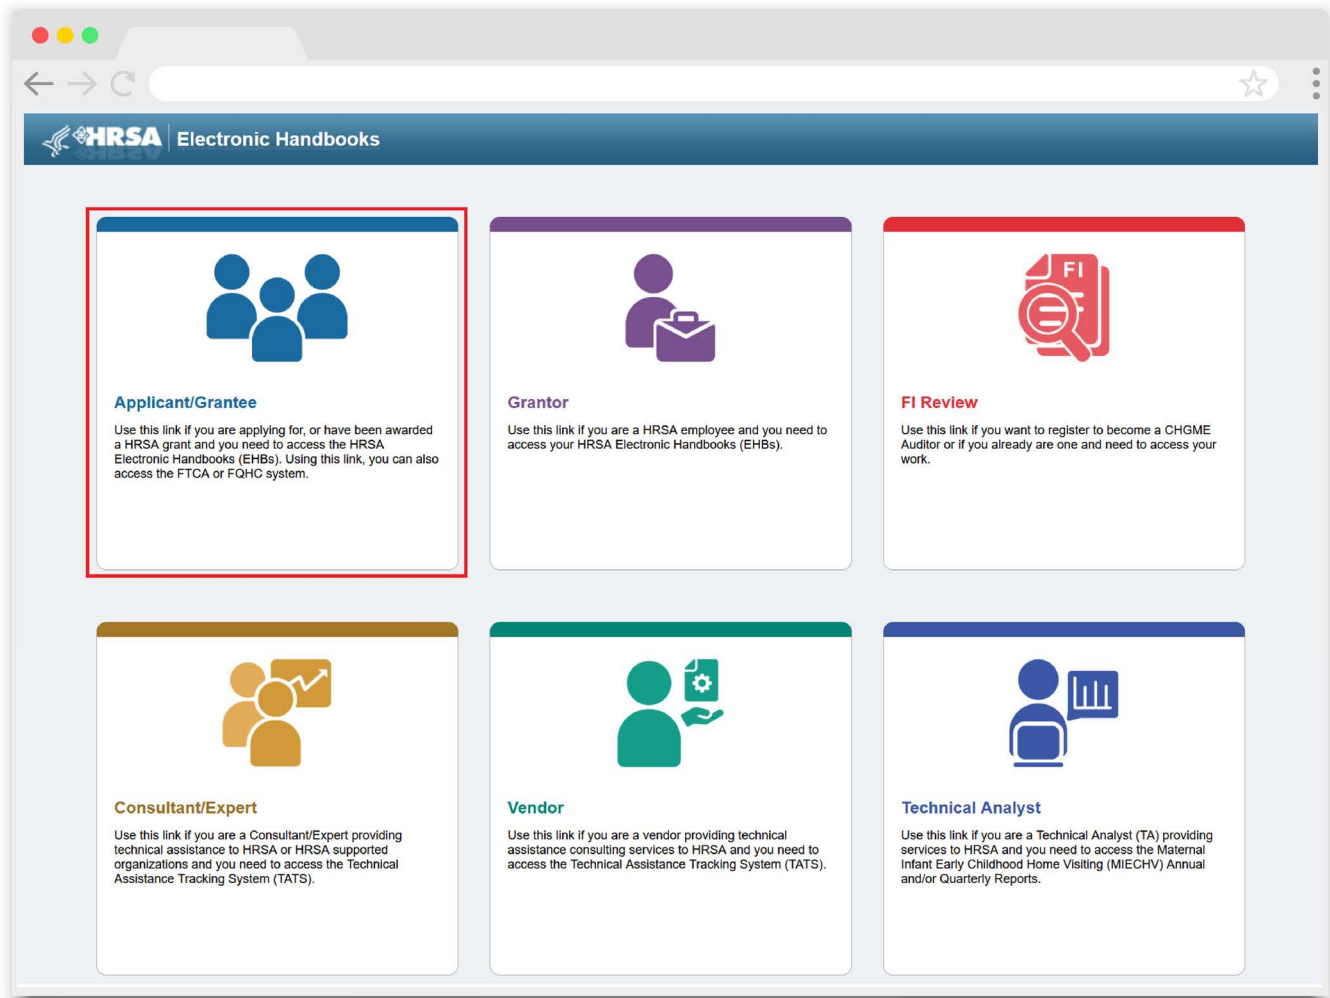 HRSA Electronic Handbooks
FI
Applicant/Grantee
Use this link if you are applying for, or have been awarded
a HRSA grant and you need to access the HRSA
Electronic Handbooks (EHBs). Using this link, you can also
access the FTCA or FQHC system.
Grantor
Use this link if you are a HRSA employee and you need to
access your HRSA Electronic Handbooks (EHBs).
FI Review
Use this link if you want to register to become a CHGME
Auditor or if you already are one and need to access your
work.
Consultant/Expert
Use this link if you are a Consultant/Expert providing
technical assistance to HRSA or HRSA supported
organizations and you need to access the Technical
Assistance Tracking System (TATS).
Vendor
Use this link if you are a vendor providing technical
assistance consulting services to HRSA and you need to
access the Technical Assistance Tracking System (TATS).
Technical Analyst
Use this link if you are a Technical Analyst (TA) providing
services to HRSA and you need to access the Maternal
Infant Early Childhood Home Visiting (MIECHV) Annual
and/or Quarterly Reports.